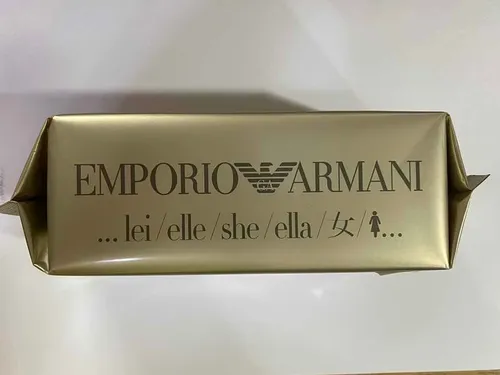 EMPORIO ARMANI
... lei/elle/she/ella/女/...